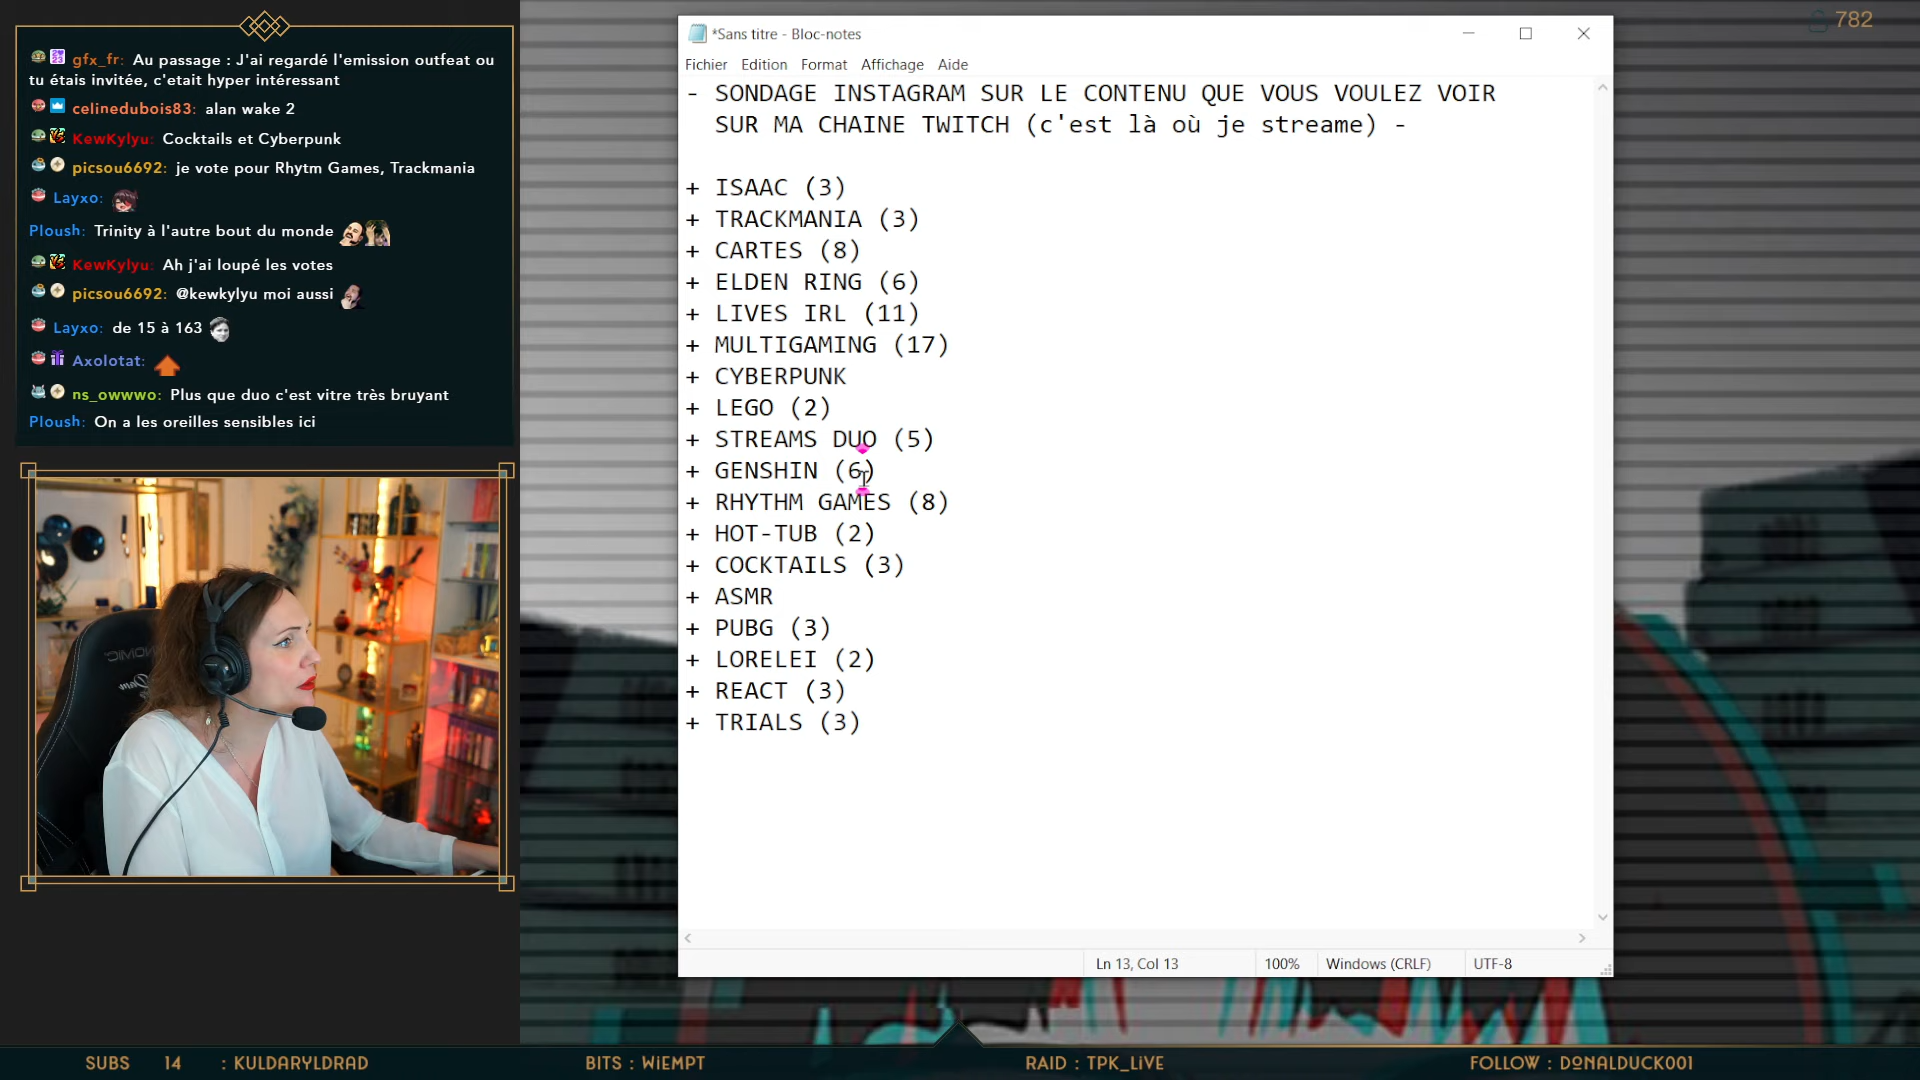 782
gfx_fr: Au passage : J'ai regardé l'emission outfeat ou
tu étais invitée, c'etait hyper intéressant
celinedubois83: alan wake 2
KewKylyu: Cocktails et Cyberpunk
picsou6692: je vote pour Rhytm Games, Trackmania
Layxo:
Ploush: Trinity à l'autre bout du monde
KewKylyu: Ah j'ai loupé les votes
picsou6692: @kewkylyu moi aussi
Layxo: de 15 à 163
Axolotat:
ns_owwwo: Plus que duo c'est vitre très bruyant
Ploush: On a les oreilles sensibles ici
*Sans titre - Bloc-notes
Fichier Edition Format Affichage Aide
- SONDAGE INSTAGRAM SUR LE CONTENU QUE VOUS VOULEZ VOIR
SUR MA CHAINE TWITCH (c'est là où je streame) -
+ ISAAC (3)
+ TRACKMANIA (3)
+ CARTES (8)
+ ELDEN RING (6)
+ LIVES IRL (11)
+ MULTIGAMING (17)
+ CYBERPUNK
+ LEGO (2)
+ STREAMS DUO (5)
+ GENSHIN (6)
+ RHYTHM GAMES (8)
+ HOT-TUB (2)
+ COCKTAILS (3)
+ ASMR
+ PUBG (3)
+ LORELEI (2)
+ REACT (3)
+ TRIALS (3)
Ln 13, Col 13 100% Windows (CRLF) UTF-8
SUBS 14 : KULDARYLDRAD BITS : WIEMPT RAID : TPK_LIVE FOLLOW : DONALDUCK001